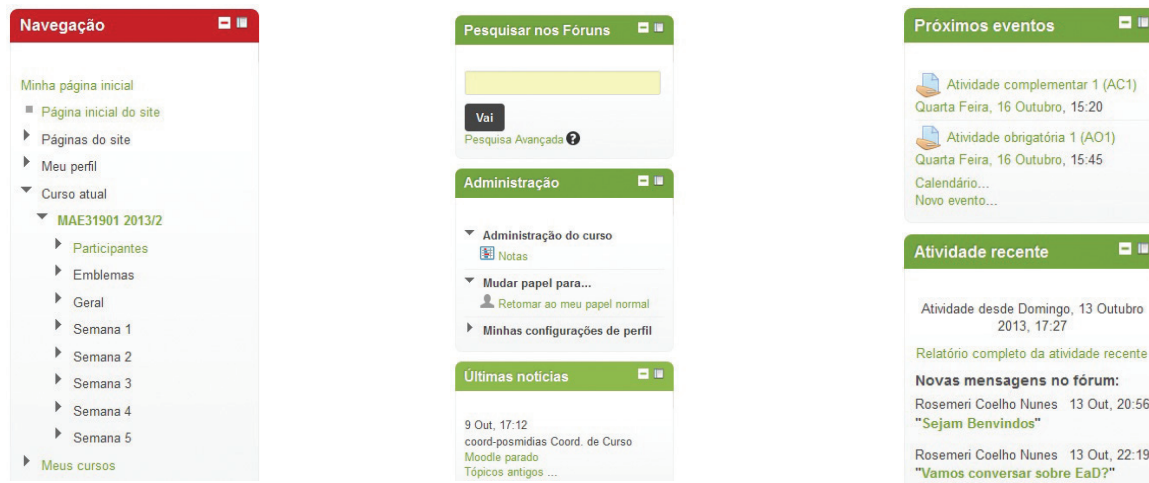 Navegação
Minha página inicial
Página inicial do site
Páginas do site
Meu perfil
Curso atual
MAE31901 2013/2
Participantes
Emblemas
Geral
Semana 1
Semana 2
Semana 3
Semana 4
Semana 5
Meus cursos
Pesquisar nos Fóruns
Vai
Pesquisa Avançada ?
Administração
Administração do curso
Notas
Mudar papel para...
Retornar ao meu papel normal
Minhas configurações de perfil
Últimas notícias
9 Out, 17:12
coord-posmidias Coord. de Curso
Moodle parado
Tópicos antigos ...
Próximos eventos
Atividade complementar 1 (AC1)
Quarta Feira, 16 Outubro, 15:20
Atividade obrigatória 1 (AO1)
Quarta Feira, 16 Outubro, 15:45
Calendário...
Novo evento...
Atividade recente
Atividade desde Domingo, 13 Outubro
2013, 17:27
Relatório completo da atividade recente
Novas mensagens no fórum:
Rosemeri Coelho Nunes 13 Out, 20:56
"Sejam Benvindos"
Rosemeri Coelho Nunes 13 Out, 22:19
"Vamos conversar sobre EaD?"